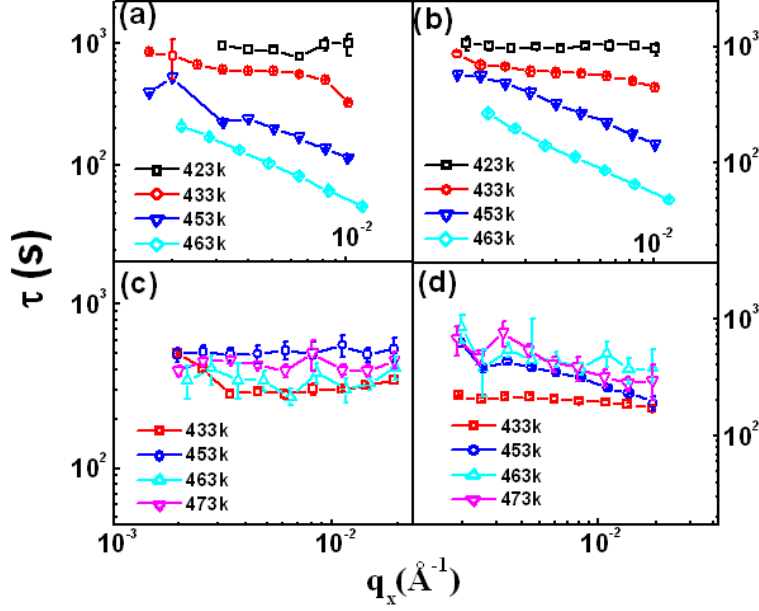 (a)
(b)
10³
10³
10²
10²
423k
433k
453k
463k
10⁻²
423k
433k
453k
463k
10⁻²
τ (s)
(c)
(d)
10³
10³
10²
10²
433k
453k
463k
473k
433k
453k
463k
473k
10⁻³
10⁻²
10⁻²
qₓ(Å⁻¹)